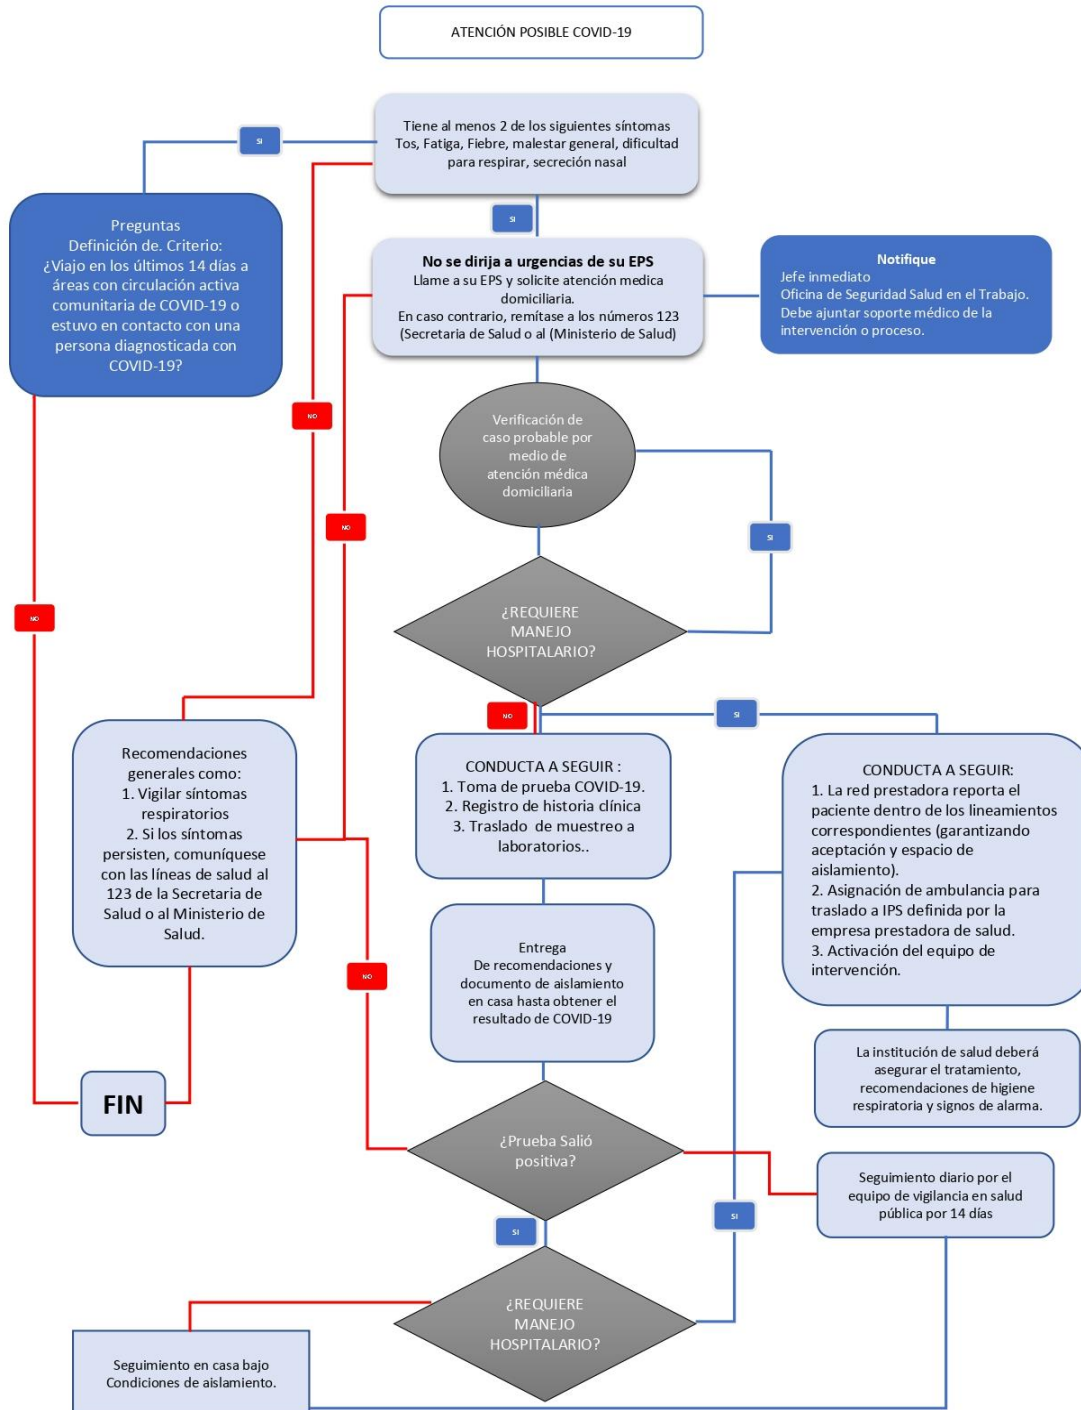 ATENCIÓN POSIBLE COVID-19
Tiene al menos 2 de los siguientes síntomas
Tos, Fatiga, Fiebre, malestar general, dificultad
para respirar, secreción nasal
SI
Preguntas
Definición de. Criterio:
¿Viajo en los últimos 14 días a
áreas con circulación activa
comunitaria de COVID-19 o
estuvo en contacto con una
persona diagnosticada con
COVID-19?
SI
No se dirija a urgencias de su EPS
Llame a su EPS y solicite atención medica
domiciliaria.
En caso contrario, remítase a los números 123
(Secretaria de Salud o al (Ministerio de Salud)
Notifique
Jefe inmediato
Oficina de Seguridad Salud en el Trabajo.
Debe ajuntar soporte médico de la
intervención o proceso.
NO
Verificación de
caso probable por
medio de
atención médica
domiciliaria
NO
SI
NO
¿REQUIERE
MANEJO
HOSPITALARIO?
NO
SI
Recomendaciones
generales como:
1. Vigilar síntomas
respiratorios
2. Si los síntomas
persisten, comuníquese
con las líneas de salud al
123 de la Secretaria de
Salud o al Ministerio de
Salud.
CONDUCTA A SEGUIR :
1. Toma de prueba COVID-19.
2. Registro de historia clínica
3. Traslado de muestreo a
laboratorios..
CONDUCTA A SEGUIR:
1. La red prestadora reporta el
paciente dentro de los lineamientos
correspondientes (garantizando
aceptación y espacio de
aislamiento).
2. Asignación de ambulancia para
traslado a IPS definida por la
empresa prestadora de salud.
3. Activación del equipo de
intervención.
NO
Entrega
De recomendaciones y
documento de aislamiento
en casa hasta obtener el
resultado de COVID-19
La institución de salud deberá
asegurar el tratamiento,
recomendaciones de higiene
respiratoria y signos de alarma.
FIN
¿Prueba Salió
positiva?
Seguimiento diario por el
equipo de vigilancia en salud
pública por 14 días
SI
SI
¿REQUIERE
MANEJO
HOSPITALARIO?
Seguimiento en casa bajo
Condiciones de aislamiento.